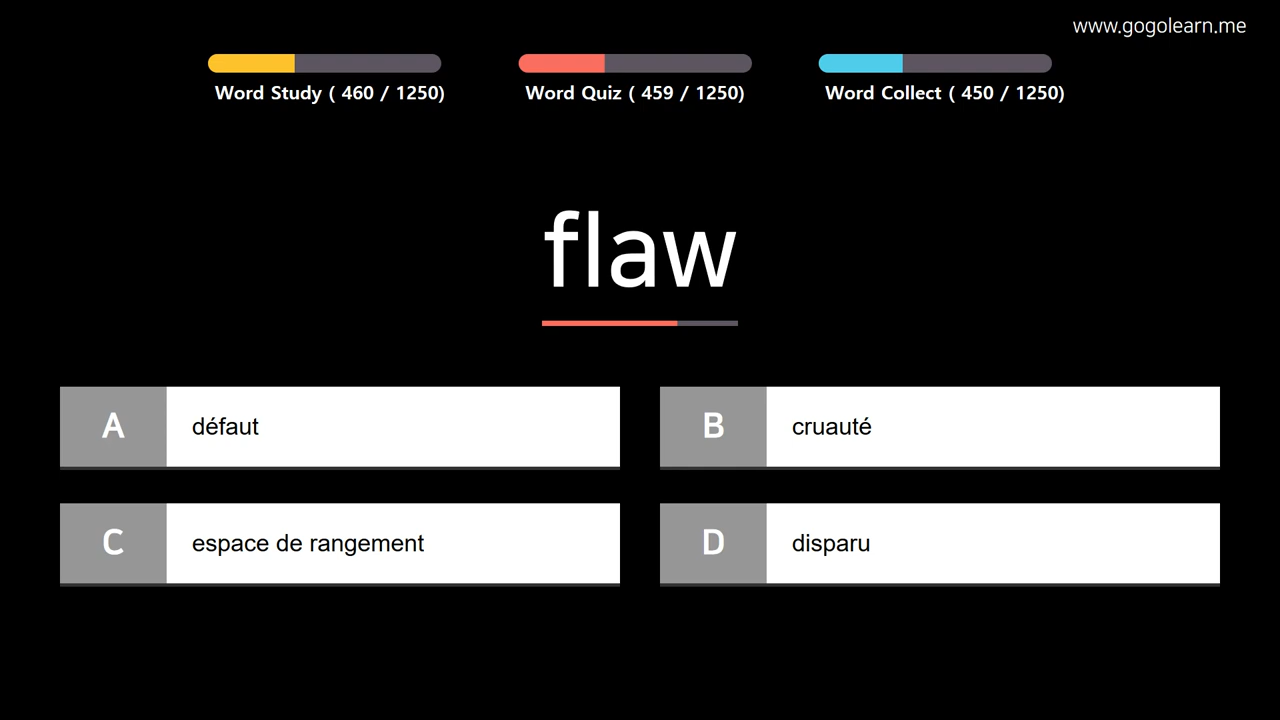 www.gogolearn.me
Word Study ( 460 / 1250)
Word Quiz ( 459 / 1250)
Word Collect ( 450 / 1250)
flaw
A
défaut
B
cruauté
C
espace de rangement
D
disparu